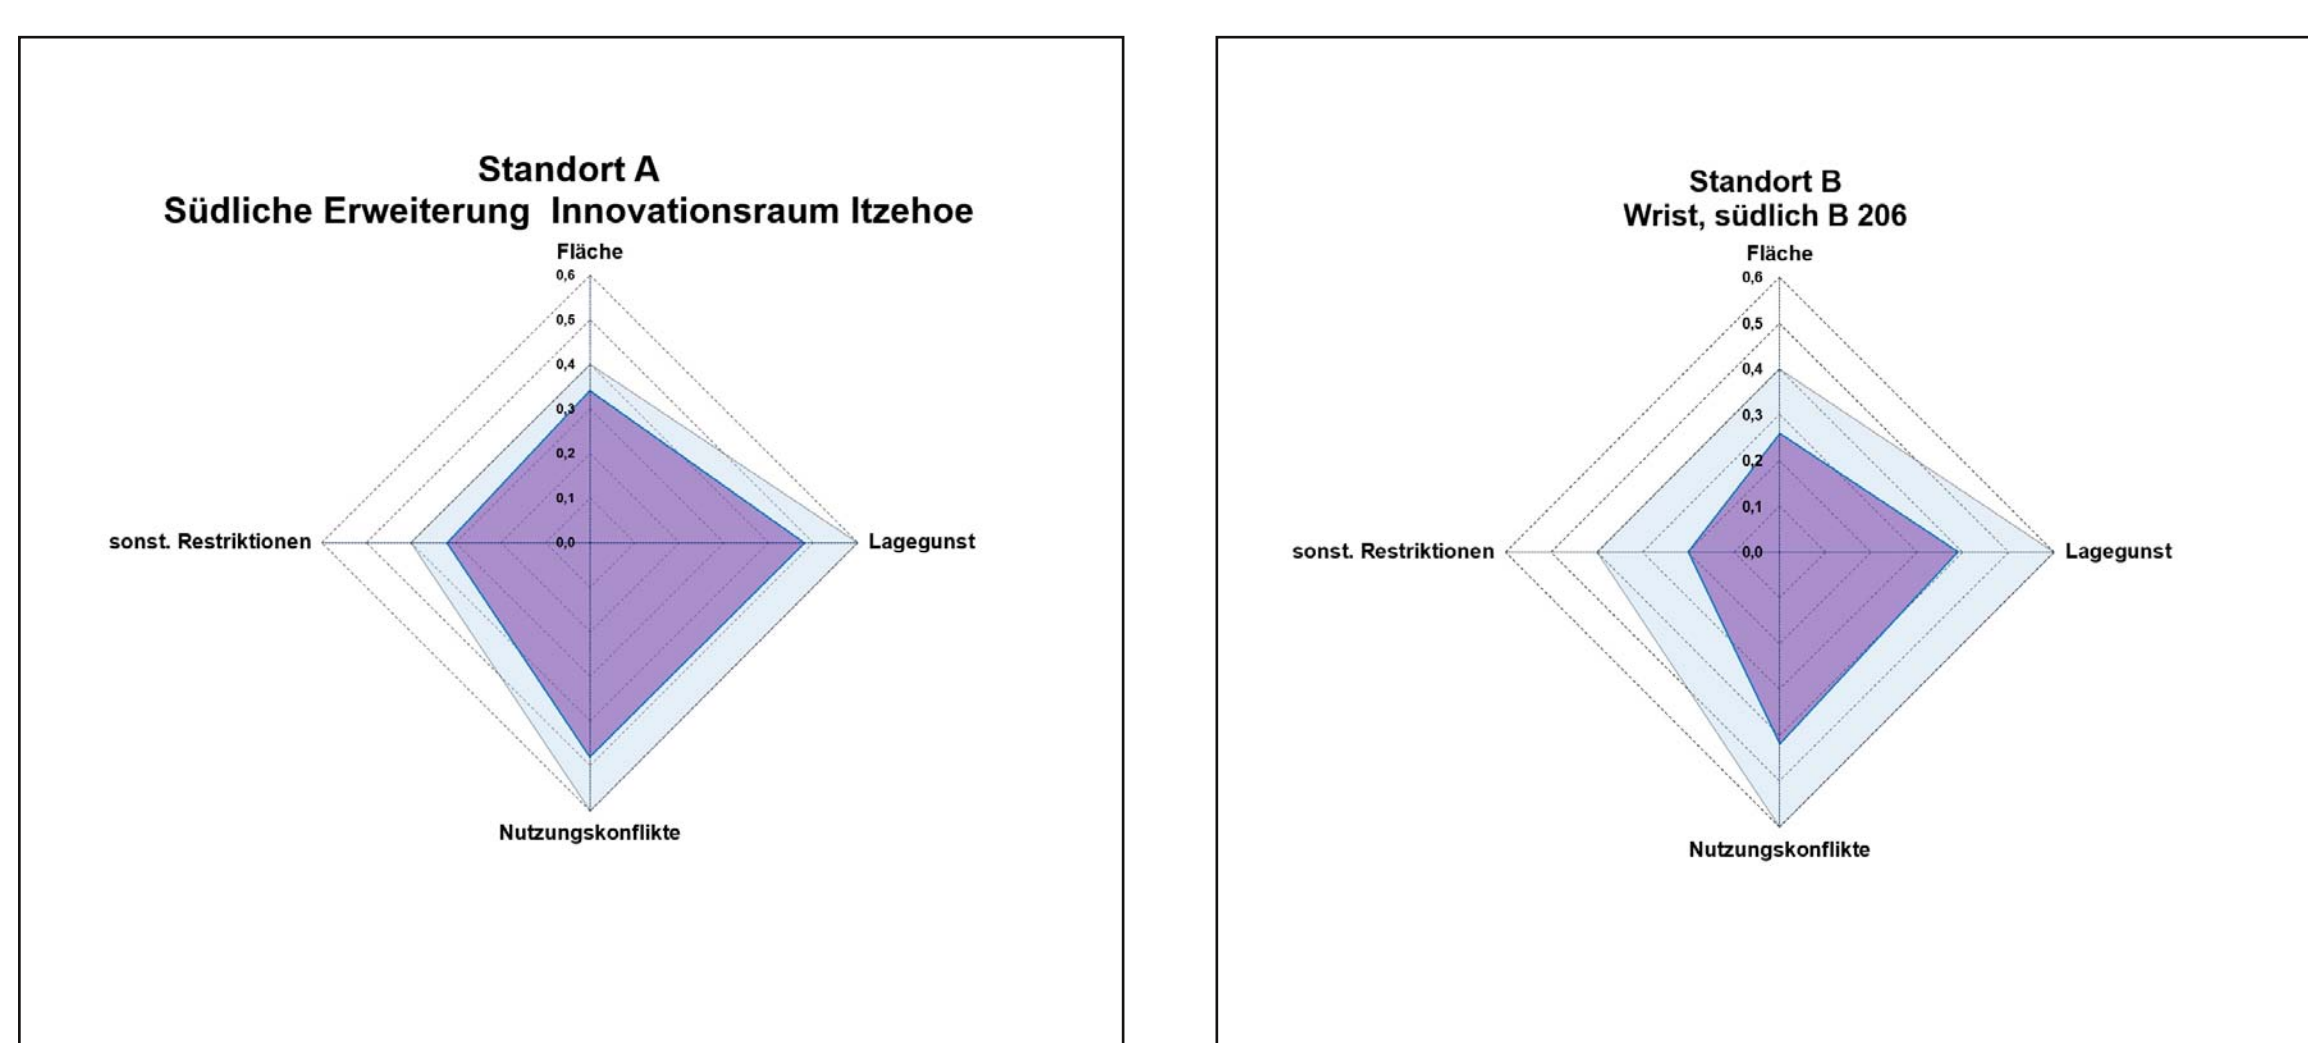 Standort A
Südliche Erweiterung  Innovationsraum Itzehoe
Fläche
0,6
0,5
0,4
0,3
0,2
0,1
0,0
sonst. Restriktionen
Lagegunst
Nutzungskonflikte
Standort B
Wrist, südlich B 206
Fläche
0,6
0,5
0,4
0,3
0,2
0,1
0,0
sonst. Restriktionen
Lagegunst
Nutzungskonflikte